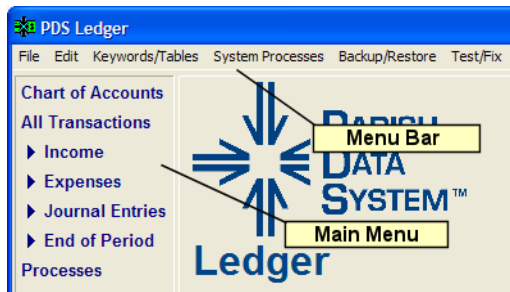 PDS Ledger
File Edit Keywords/Tables System Processes Backup/Restore Test/Fix
Chart of Accounts
All Transactions
Income
Expenses
Journal Entries
End of Period
Processes
Menu Bar
DATA
SYSTEM™
Main Menu
Ledger